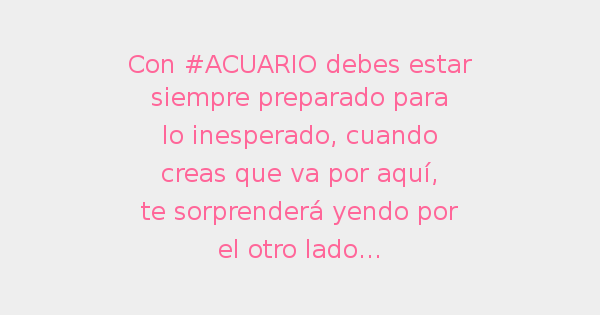 Con #ACUARIO debes estar
siempre preparado para
lo inesperado, cuando
creas que va por aquí,
te sorprenderá yendo por
el otro lado...